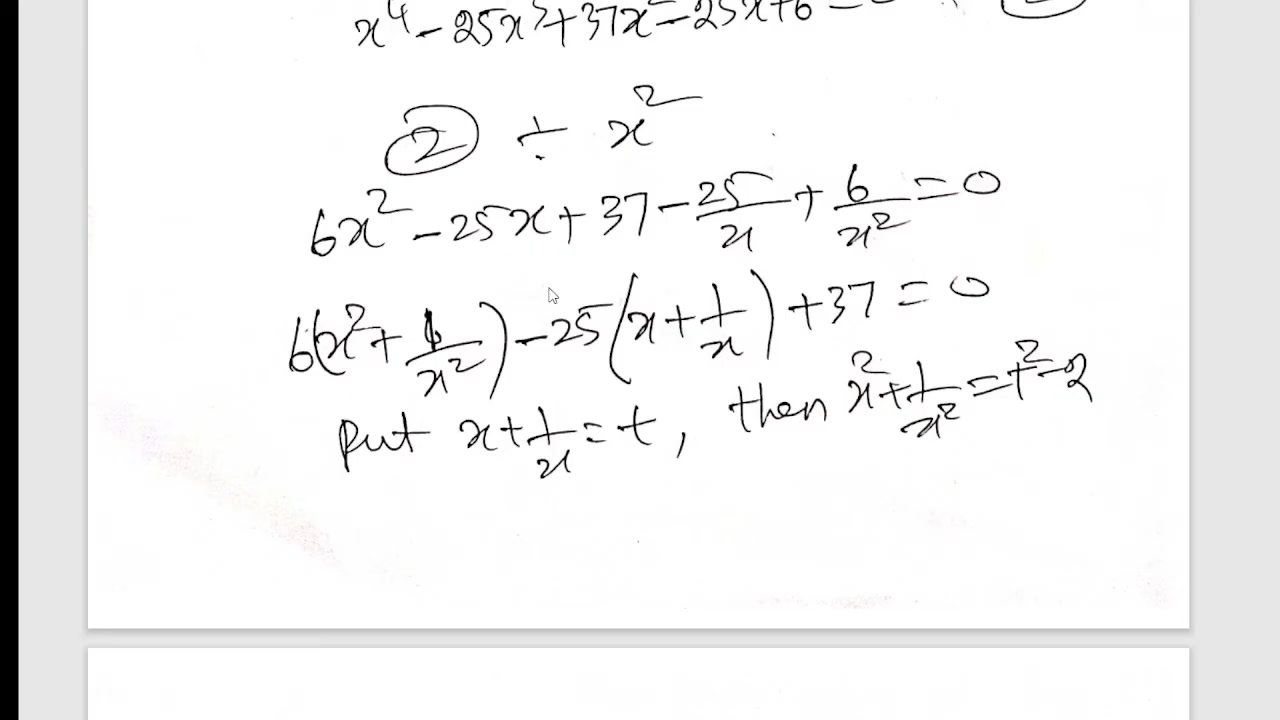 x⁴ - 25x³ + 37x² - 25x + 6 =
② ÷ x²
6x² - 25x + 37 - 25/x + 6/x² = 0
6(x² + 1/x²) - 25(x + 1/x) + 37 = 0
Put x + 1/x = t, then x² + 1/x² = t² - 2